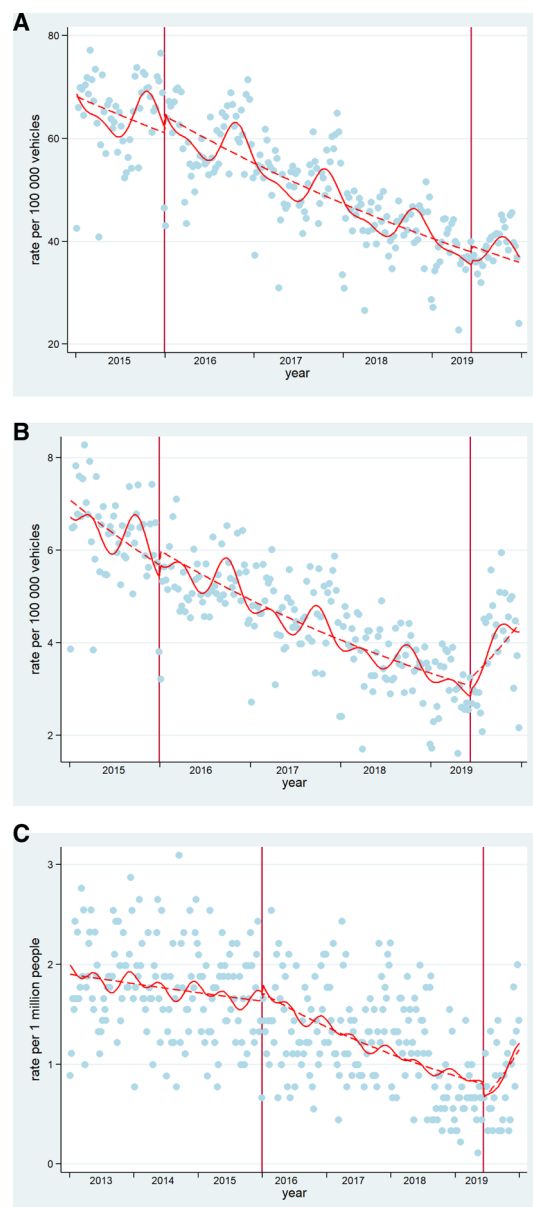 A
80
60
40
20
rate per 100 000 vehicles
2015 2016 2017 2018 2019
year
B
8
6
4
2
rate per 100 000 vehicles
2015 2016 2017 2018 2019
year
C
3
2
1
0
rate per 1 million people
2013 2014 2015 2016 2017 2018 2019
year